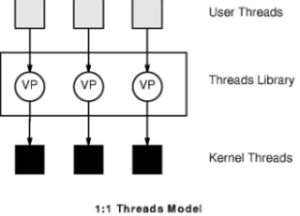 User Threads
VP VP VP
Threads Library
Kernel Threads
1:1 Threads Model